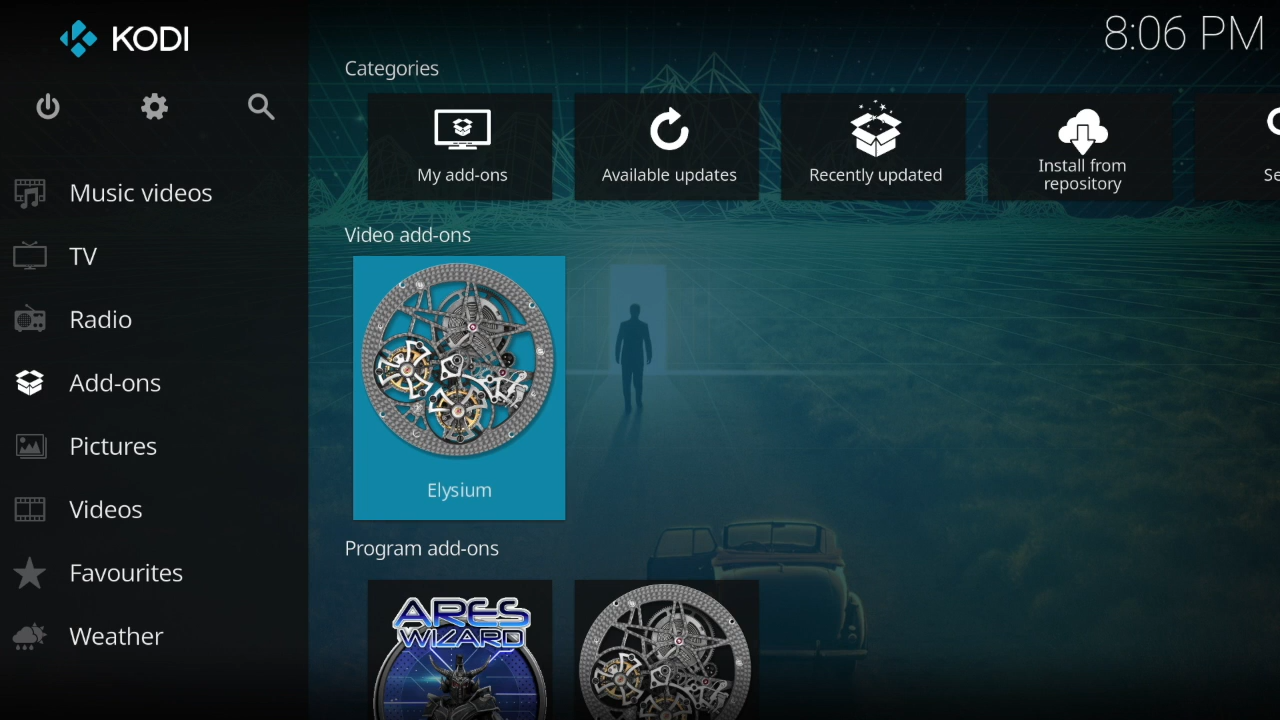 KODI
8:06 PM
Music videos
TV
Radio
Add-ons
Pictures
Videos
Favourites
Weather
Categories
My add-ons
Available updates
Recently updated
Install from
repository
Se
Video add-ons
Elysium
Program add-ons
ARES
WIZARD